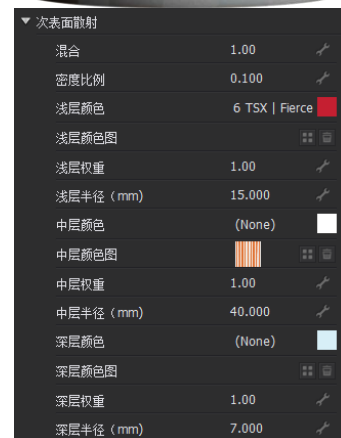 次表面散射
混合 1.00
密度比例 0.100
浅层颜色 6 TSX | Fierce
浅层颜色图
浅层权重 1.00
浅层半径（mm) 15.000
中层颜色 (None)
中层颜色图
中层权重 1.00
中层半径（mm) 40.000
深层颜色 (None)
深层颜色图
深层权重 1.00
深层半径（mm) 7.000